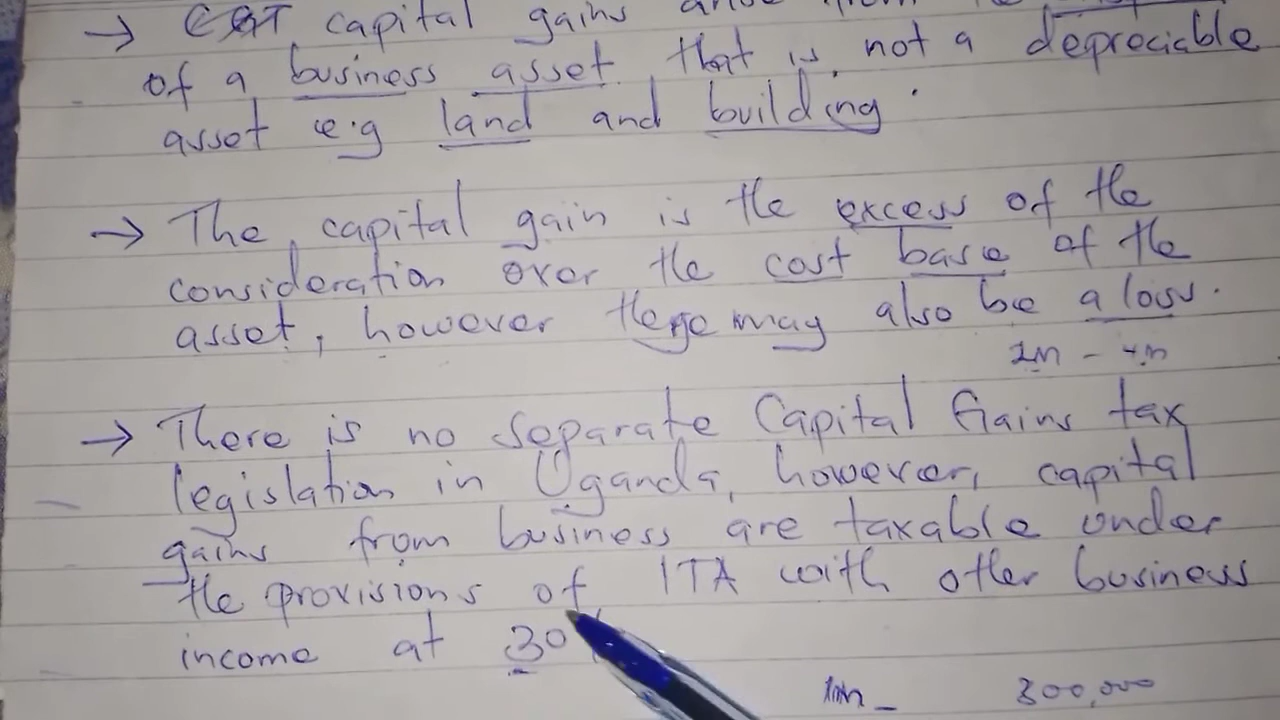 → CGT capital gains arise from
of a business asset that is not a depreciable
asset e.g land and building.
→ The capital gain is the excess of the
consideration over the cost base of the
asset, however there may also be a loss.
→ There is no separate Capital Gains tax
legislation in Uganda, however, capital
gains from business are taxable under
the provisions of ITA with other business
income at 30
300,000